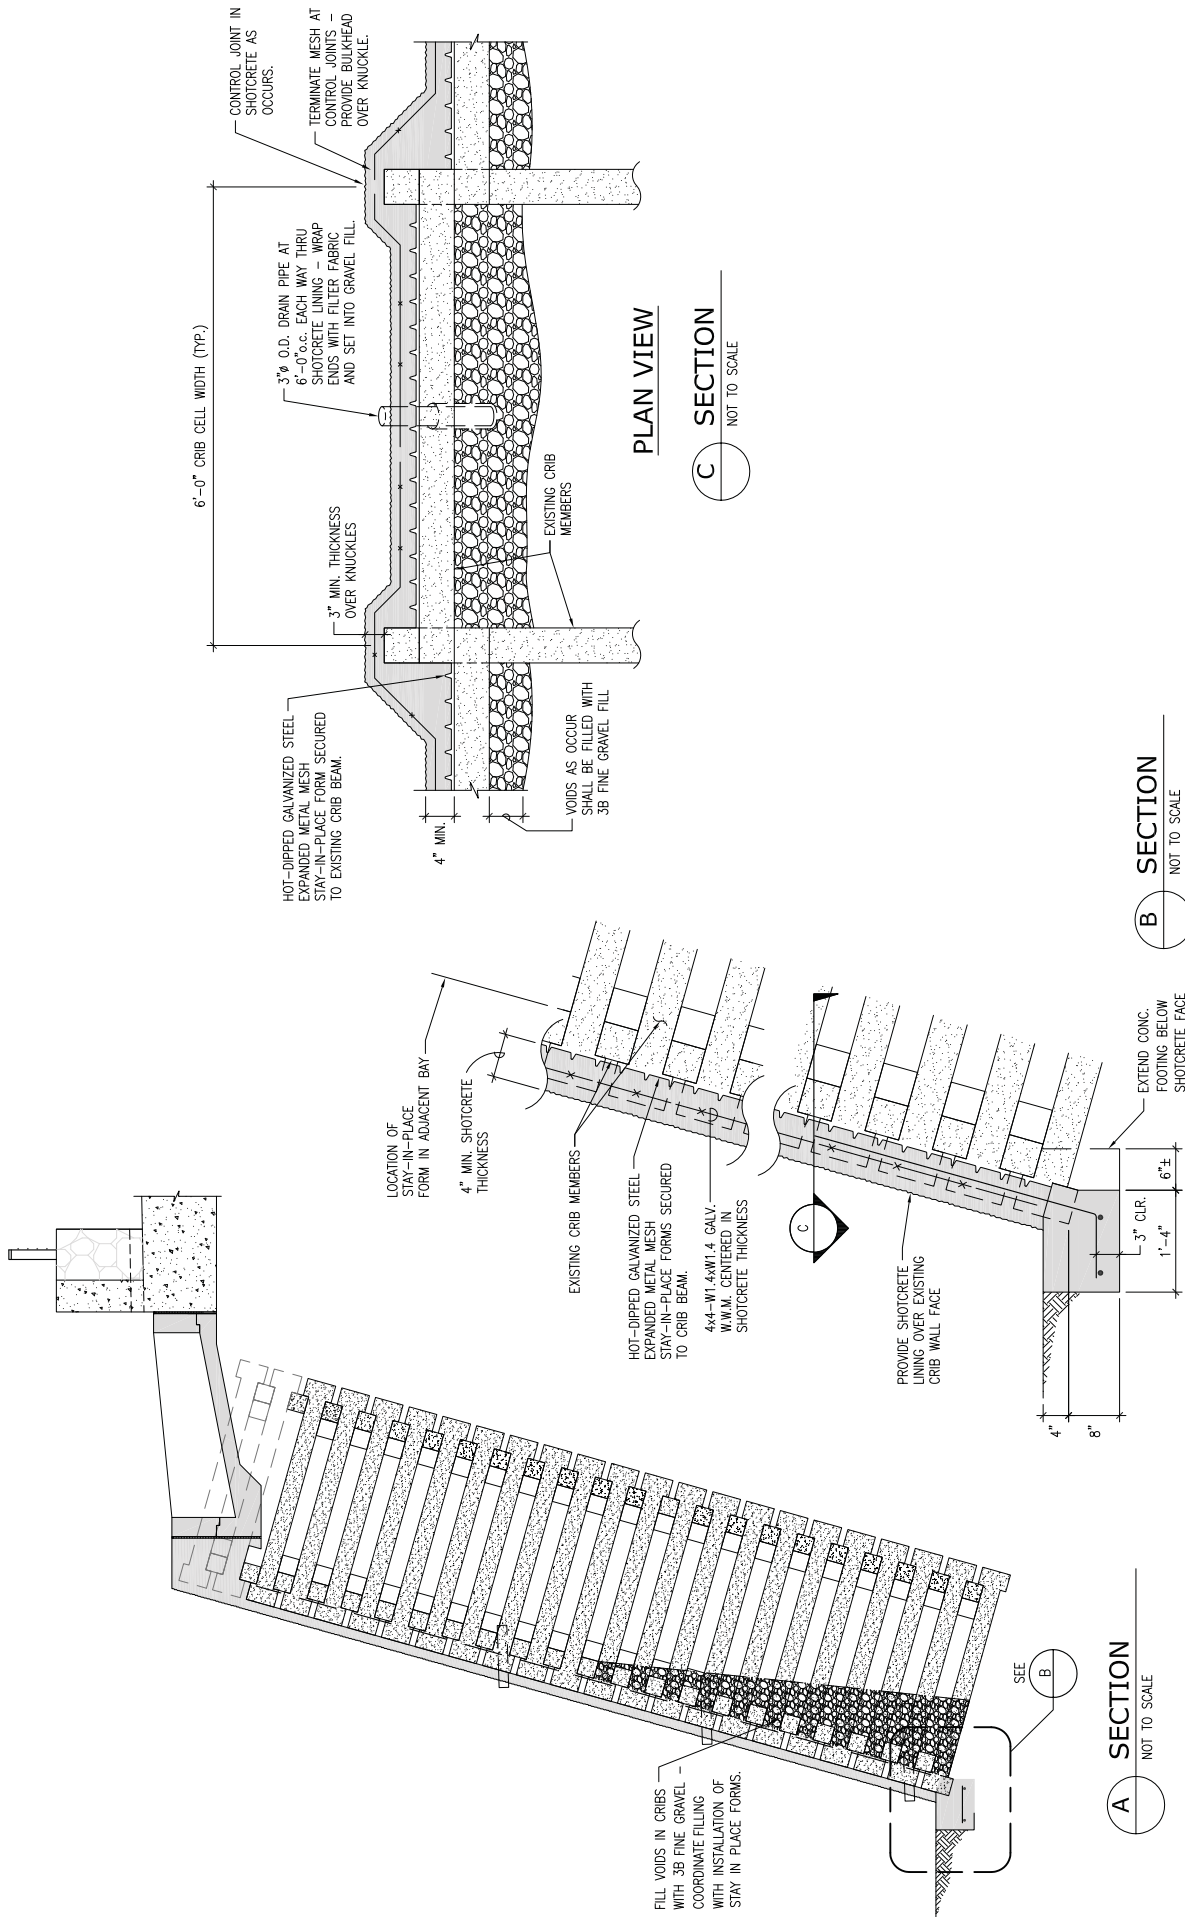 LOCATION OF
STAY-IN-PLACE
FORM IN ADJACENT BAY
4" MIN. SHOTCRETE
THICKNESS
EXISTING CRIB MEMBERS
HOT-DIPPED GALVANIZED STEEL
EXPANDED METAL MESH
STAY-IN-PLACE FORMS SECURED
TO CRIB BEAM.
4x4-W1.4xW1.4 GALV.
W.W.M. CENTERED IN
SHOTCRETE THICKNESS
C
PROVIDE SHOTCRETE
LINING OVER EXISTING
CRIB WALL FACE
4"
8"
3" CLR.
1'-4"
6"±
EXTEND CONC.
FOOTING BELOW
SHOTCRETE FACE
B
SECTION
NOT TO SCALE
FILL VOIDS IN CRIBS
WITH 3B FINE GRAVEL -
COORDINATE FILLING
WITH INSTALLATION OF
STAY IN PLACE FORMS.
SEE
B
A
SECTION
NOT TO SCALE
6'-0" CRIB CELL WIDTH (TYP.)
CONTROL JOINT IN
SHOTCRETE AS
OCCURS.
TERMINATE MESH AT
CONTROL JOINTS -
PROVIDE BULKHEAD
OVER KNUCKLE.
3"ø O.D. DRAIN PIPE AT
6'-0"o.c. EACH WAY THRU
SHOTCRETE LINING - WRAP
ENDS WITH FILTER FABRIC
AND SET INTO GRAVEL FILL.
3" MIN. THICKNESS
OVER KNUCKLES
HOT-DIPPED GALVANIZED STEEL
EXPANDED METAL MESH
STAY-IN-PLACE FORM SECURED
TO EXISTING CRIB BEAM.
4" MIN.
VOIDS AS OCCUR
SHALL BE FILLED WITH
3B FINE GRAVEL FILL
EXISTING CRIB
MEMBERS
PLAN VIEW
C
SECTION
NOT TO SCALE